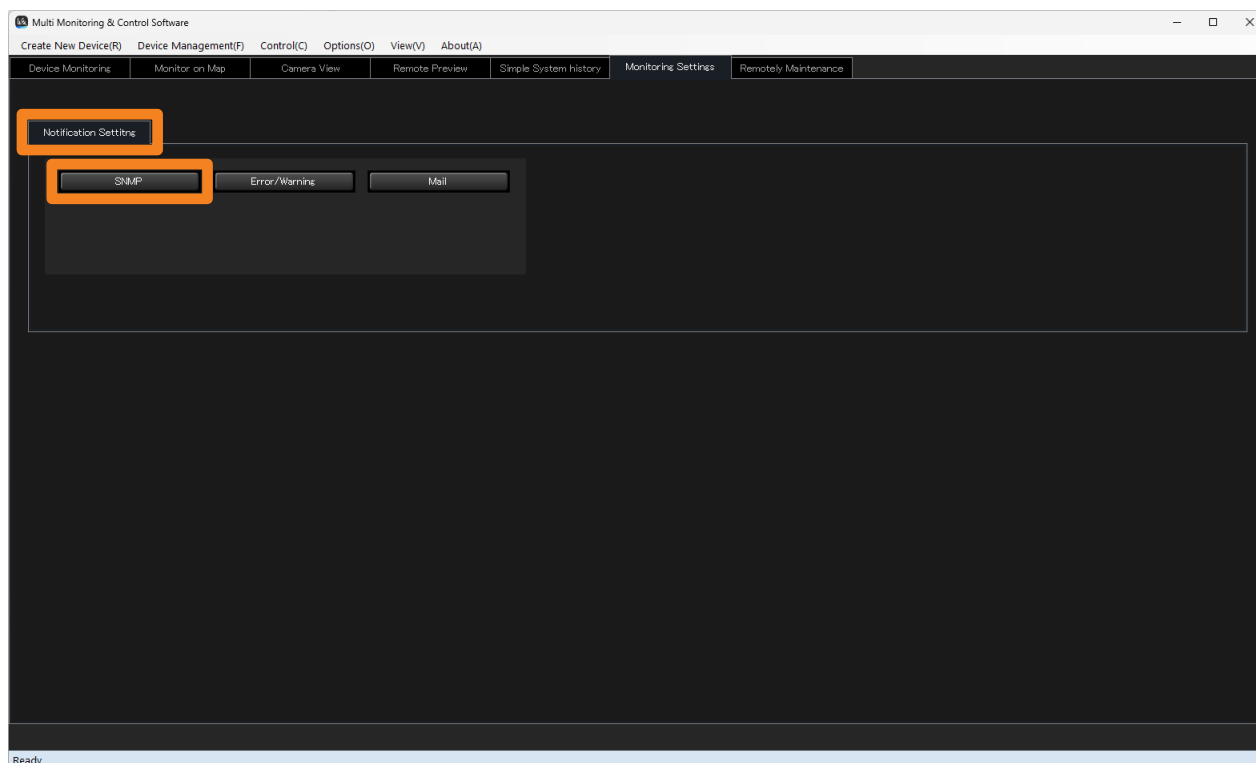 Multi Monitoring & Control Software
Create New Device(R) Device Management(F) Control(C) Options(O) View(V) About(A)
Device Monitoring Monitor on Map Camera View Remote Preview Simple System history Monitoring Settings Remotely Maintenance
Notification Settitng
SNMP Error/Warning Mail
Ready